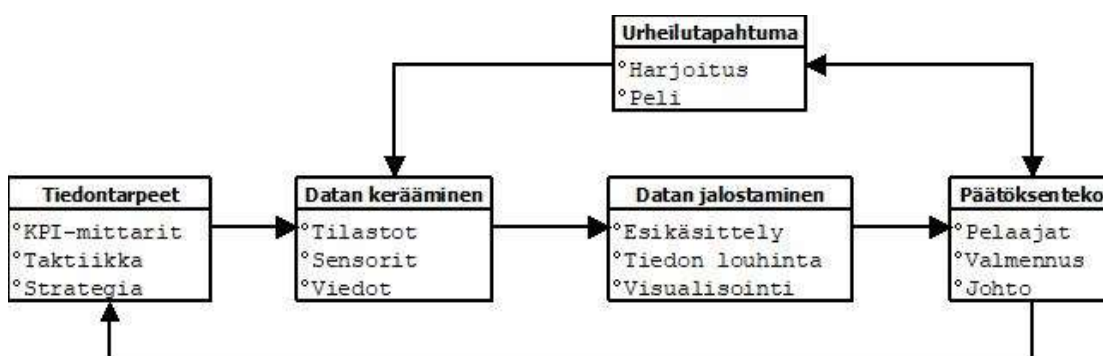 Urheilutapahtuma
°Harjoitus
°Peli
Tiedontarpeet
°KPI-mittarit
°Taktiikka
°Strategia
Datan kerääminen
°Tilastot
°Sensorit
°Viedot
Datan jalostaminen
°Esikäsittely
°Tiedon louhinta
°Visualisointi
Päätöksenteko
°Pelaajat
°Valmennus
°Johto